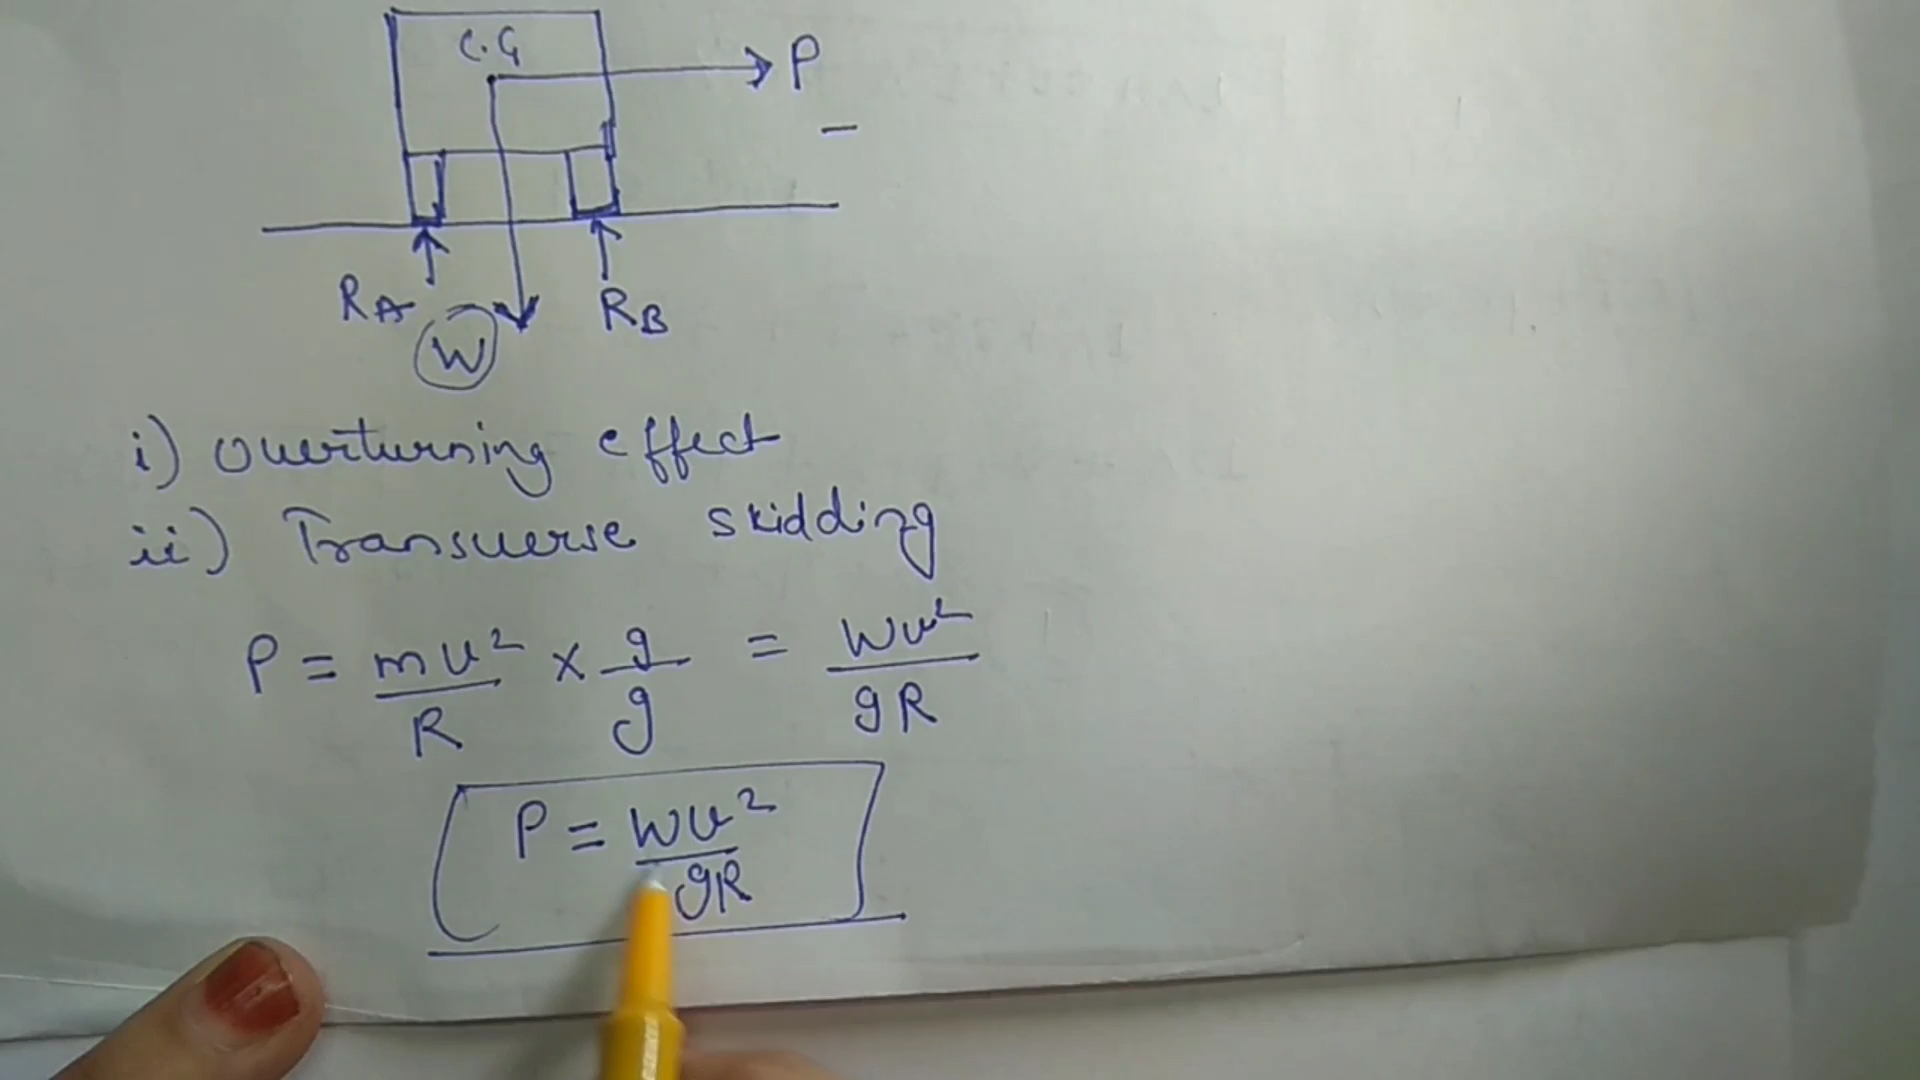 C.G
P
RA
RB
W
i) overturning effect
ii) Transverse skidding
P = mv²/R × g/g = Wv²/gR
P = Wv²/gR